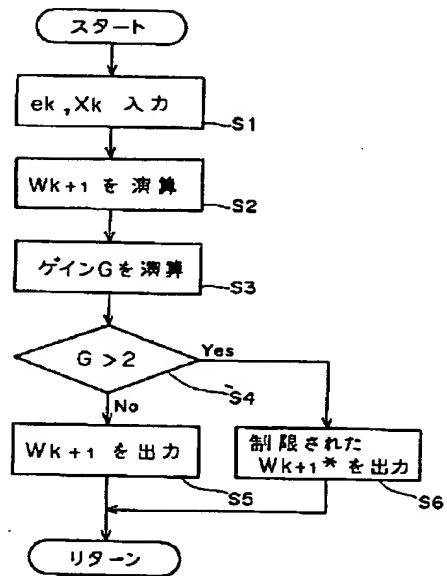 スタート
ek,Xk 入力
S1
Wk+1 を演算
S2
ゲインGを演算
S3
G>2
Yes
S4
No
Wk+1 を出力
S5
制限された
Wk+1* を出力
S6
リターン